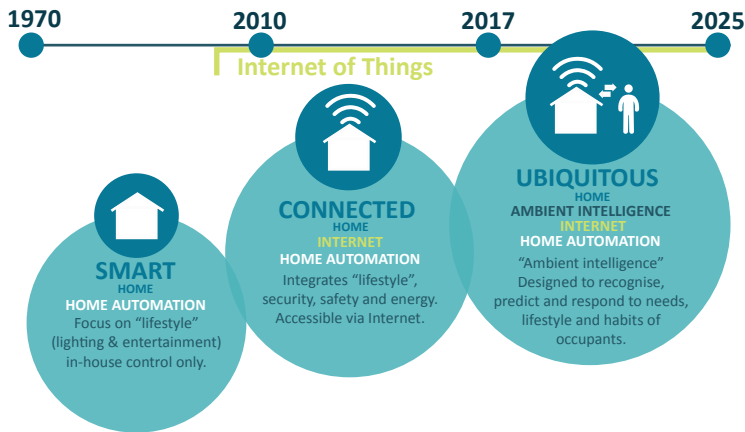 1970
2010
2017
2025
Internet of Things
SMART
HOME
HOME AUTOMATION
Focus on “lifestyle”
(lighting & entertainment)
in-house control only.
CONNECTED
HOME
INTERNET
HOME AUTOMATION
Integrates “lifestyle”,
security, safety and energy.
Accessible via Internet.
UBIQUITOUS
HOME
AMBIENT INTELLIGENCE
INTERNET
HOME AUTOMATION
“Ambient intelligence”
Designed to recognise,
predict and respond to needs,
lifestyle and habits of
occupants.